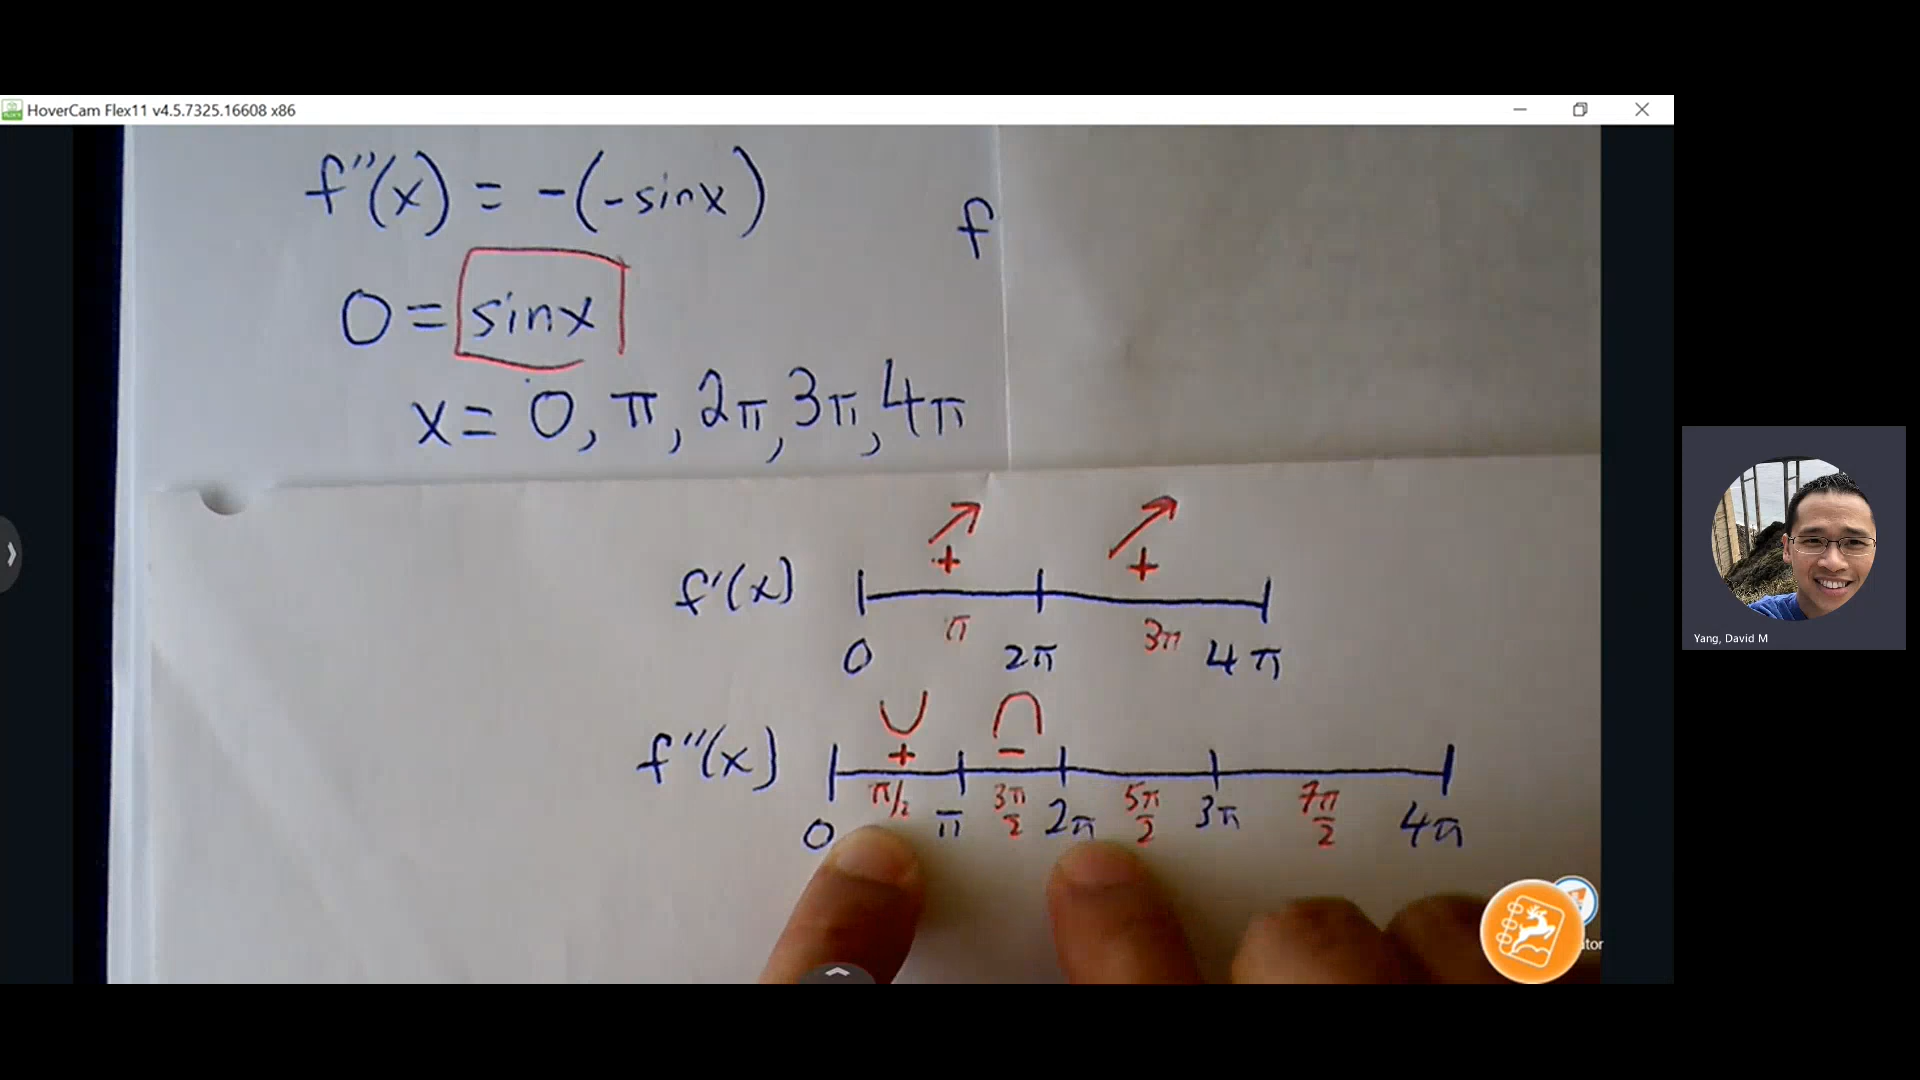 HoverCam Flex11 v4.5.7325.16608 x86
f''(x) = -(-sinx)
f
0 = sinx
x = 0, π, 2π, 3π, 4π
+ +
f'(x)
π 3π
0 2π 4π
+ -
f''(x)
π/2 3π/2 5π/2 7π/2
0 π 2π 3π 4π
Yang, David M